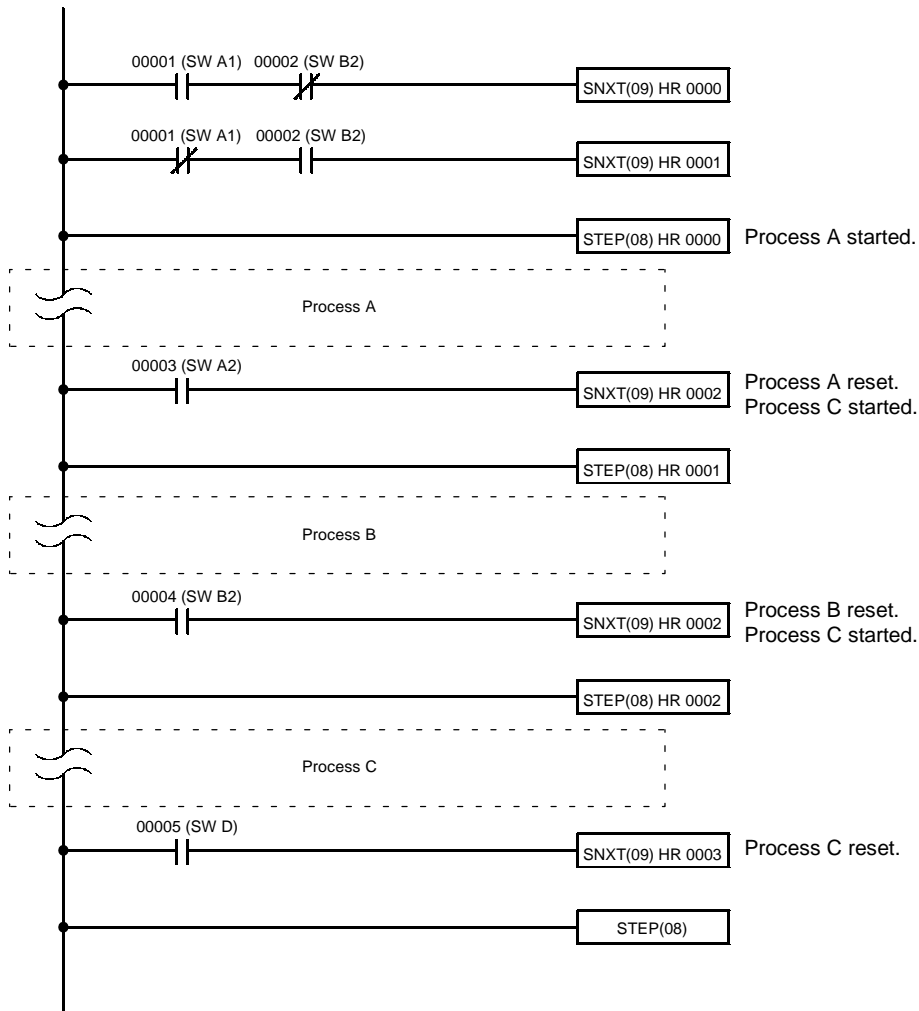 00001 (SW A1) 00002 (SW B2)
SNXT(09) HR 0000
00001 (SW A1) 00002 (SW B2)
SNXT(09) HR 0001
STEP(08) HR 0000 Process A started.
Process A
00003 (SW A2)
SNXT(09) HR 0002
Process A reset.
Process C started.
STEP(08) HR 0001
Process B
00004 (SW B2)
SNXT(09) HR 0002
Process B reset.
Process C started.
STEP(08) HR 0002
Process C
00005 (SW D)
SNXT(09) HR 0003 Process C reset.
STEP(08)